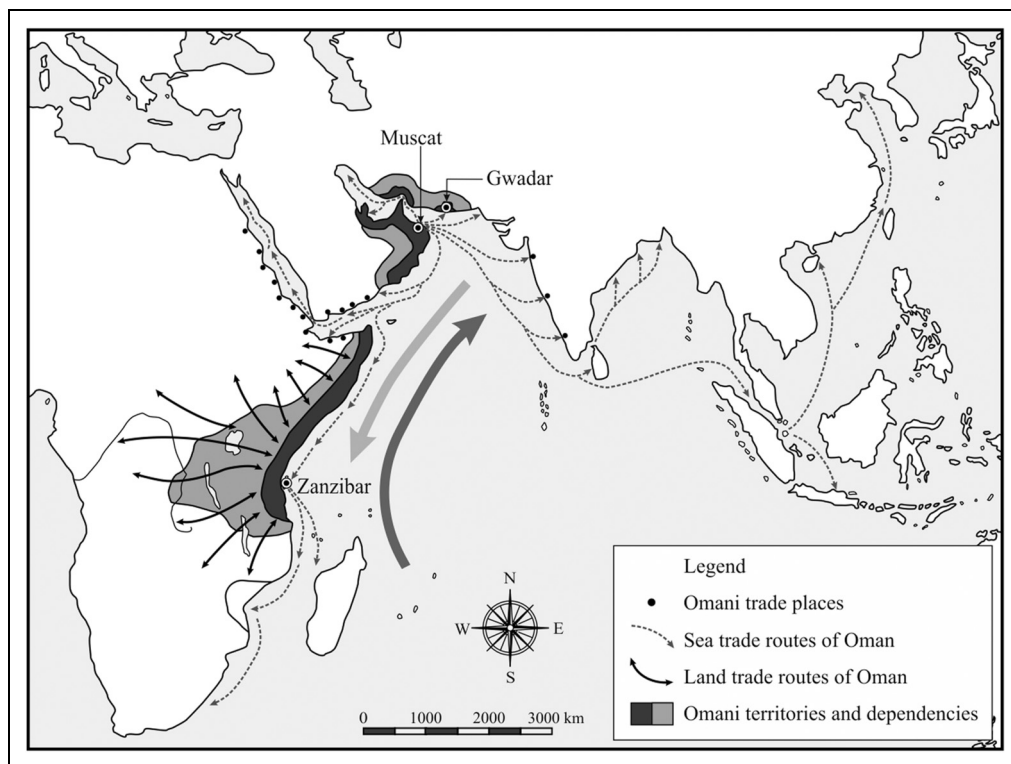 Muscat
Gwadar
Zanzibar
N
W E
S
0 1000 2000 3000 km
Legend
Omani trade places
Sea trade routes of Oman
Land trade routes of Oman
Omani territories and dependencies